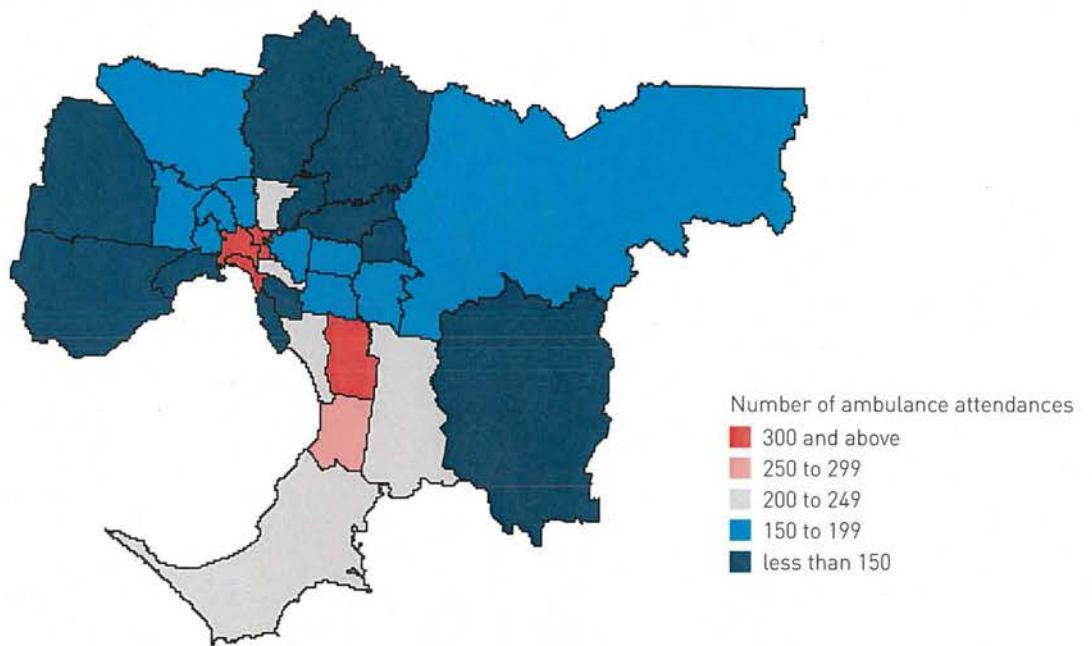 Number of ambulance attendances
300 and above
250 to 299
200 to 249
150 to 199
less than 150